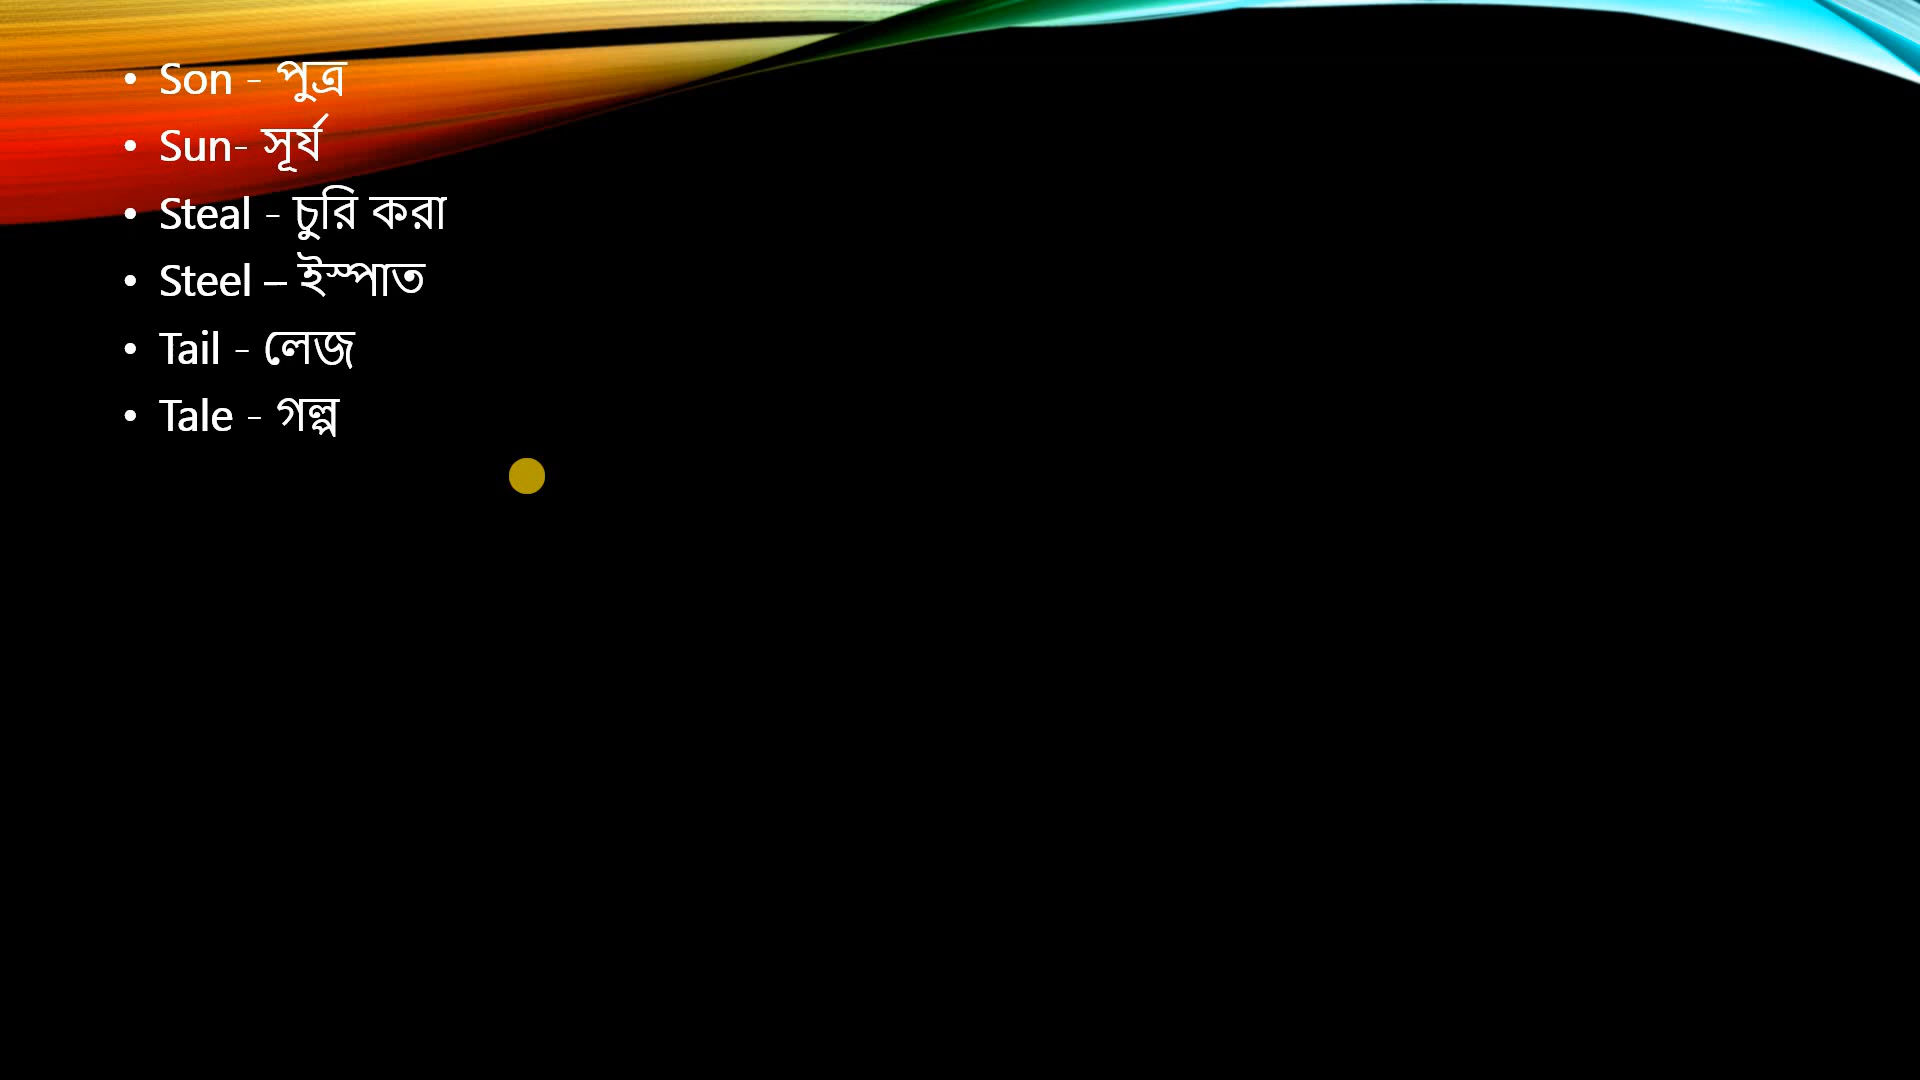 • Son - পুত্র
• Sun- সূর্য
• Steal - চুরি করা
• Steel – ইস্পাত
• Tail - লেজ
• Tale - গল্প